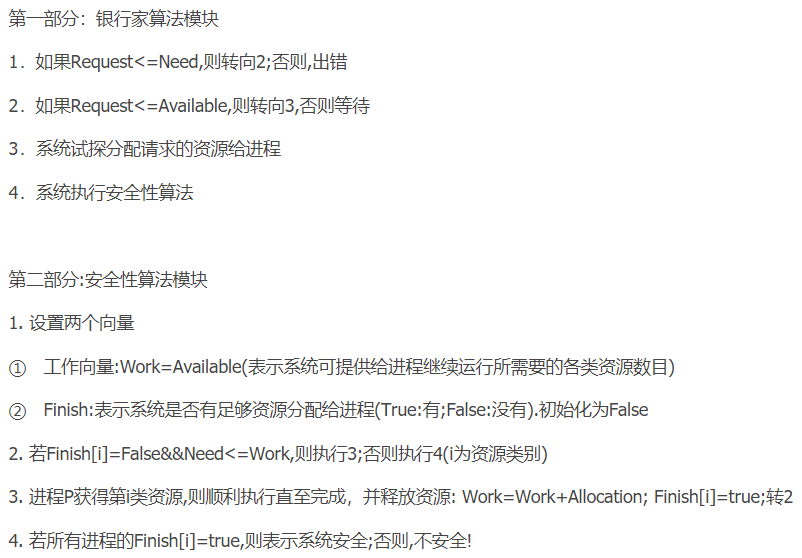 第一部分：银行家算法模块
1．如果Request<=Need,则转向2;否则,出错
2．如果Request<=Available,则转向3,否则等待
3．系统试探分配请求的资源给进程
4．系统执行安全性算法
第二部分:安全性算法模块
1. 设置两个向量
① 工作向量:Work=Available(表示系统可提供给进程继续运行所需要的各类资源数目)
② Finish:表示系统是否有足够资源分配给进程(True:有;False:没有).初始化为False
2. 若Finish[i]=False&&Need<=Work,则执行3;否则执行4(i为资源类别)
3. 进程P获得第i类资源,则顺利执行直至完成，并释放资源: Work=Work+Allocation; Finish[i]=true;转2
4. 若所有进程的Finish[i]=true,则表示系统安全;否则,不安全!